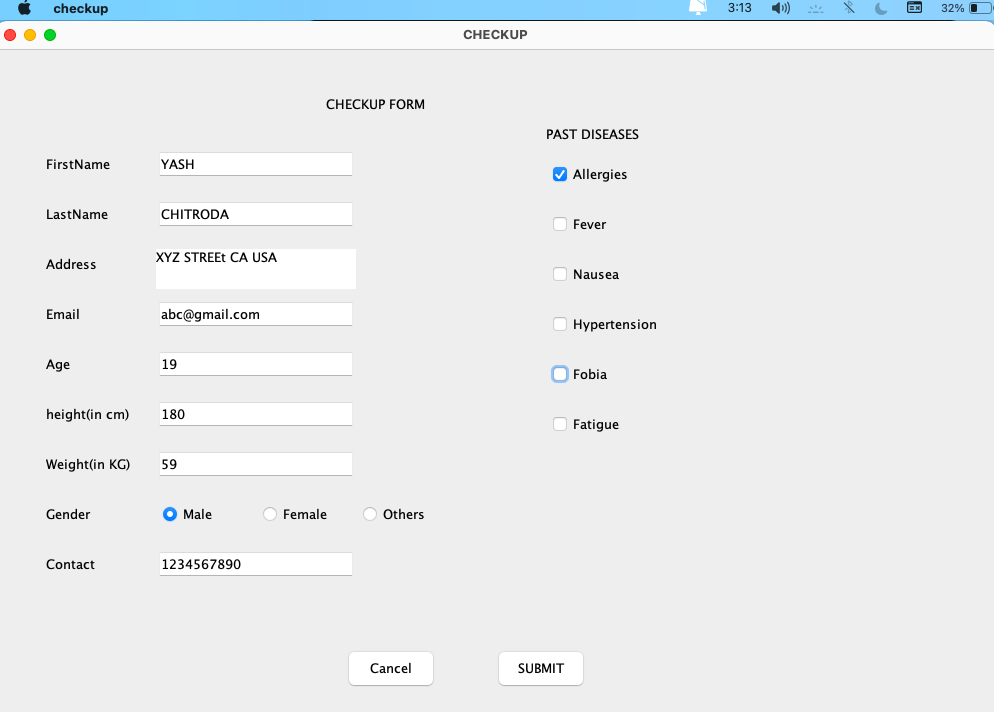 checkup 3:13 32%
CHECKUP
CHECKUP FORM
PAST DISEASES
FirstName YASH
Allergies
LastName CHITRODA
Fever
Address XYZ STREEt CA USA
Nausea
Email abc@gmail.com
Hypertension
Age 19
Fobia
height(in cm) 180
Fatigue
Weight(in KG) 59
Gender Male Female Others
Contact 1234567890
Cancel SUBMIT